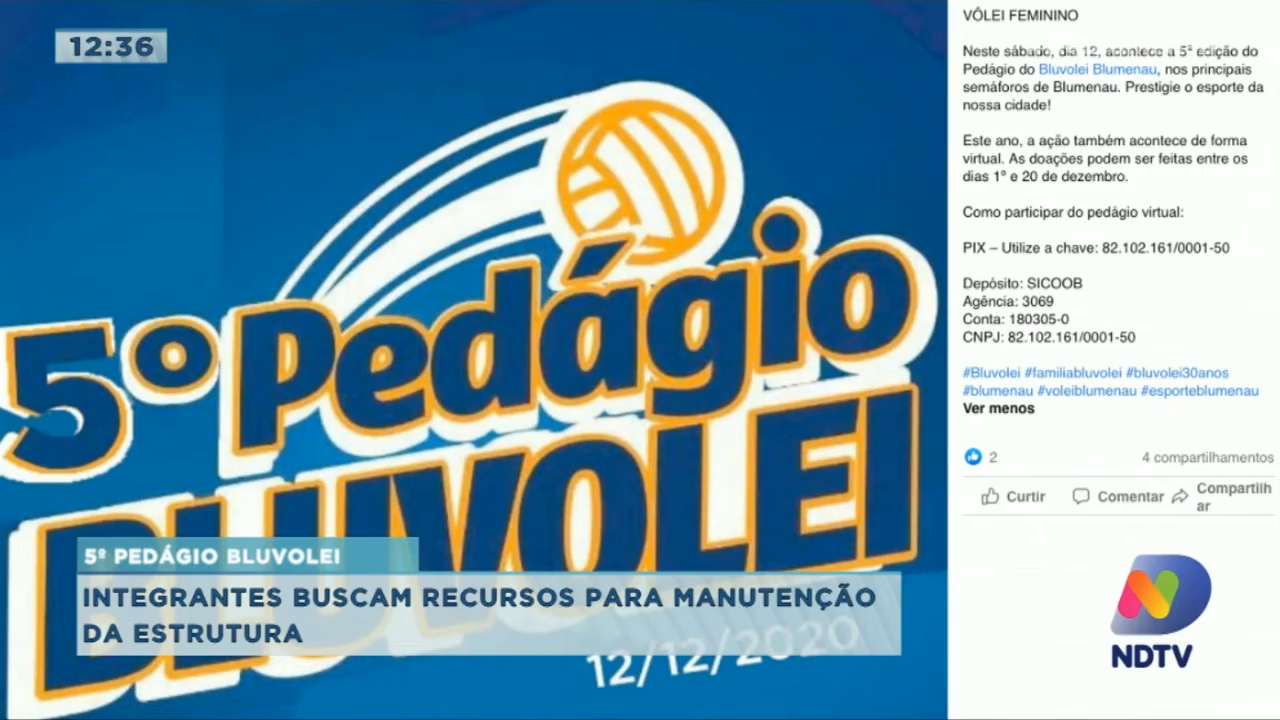 12:36
5º Pedágio
BLUVOLEI
5º PEDÁGIO BLUVOLEI
INTEGRANTES BUSCAM RECURSOS PARA MANUTENÇÃO
DA ESTRUTURA
12/12/2020
VÔLEI FEMININO
Neste sábado, dia 12, acontece a 5ª edição do
Pedágio do Bluvolei Blumenau, nos principais
semáforos de Blumenau. Prestigie o esporte da
nossa cidade!
Este ano, a ação também acontece de forma
virtual. As doações podem ser feitas entre os
dias 1º e 20 de dezembro.
Como participar do pedágio virtual:
PIX – Utilize a chave: 82.102.161/0001-50
Depósito: SICOOB
Agência: 3069
Conta: 180305-0
CNPJ: 82.102.161/0001-50
#Bluvolei #familiabluvolei #bluvolei30anos
#blumenau #voleiblumenau #esporteblumenau
Ver menos
2 4 compartilhamentos
Curtir Comentar Compartilh
ar
NDTV